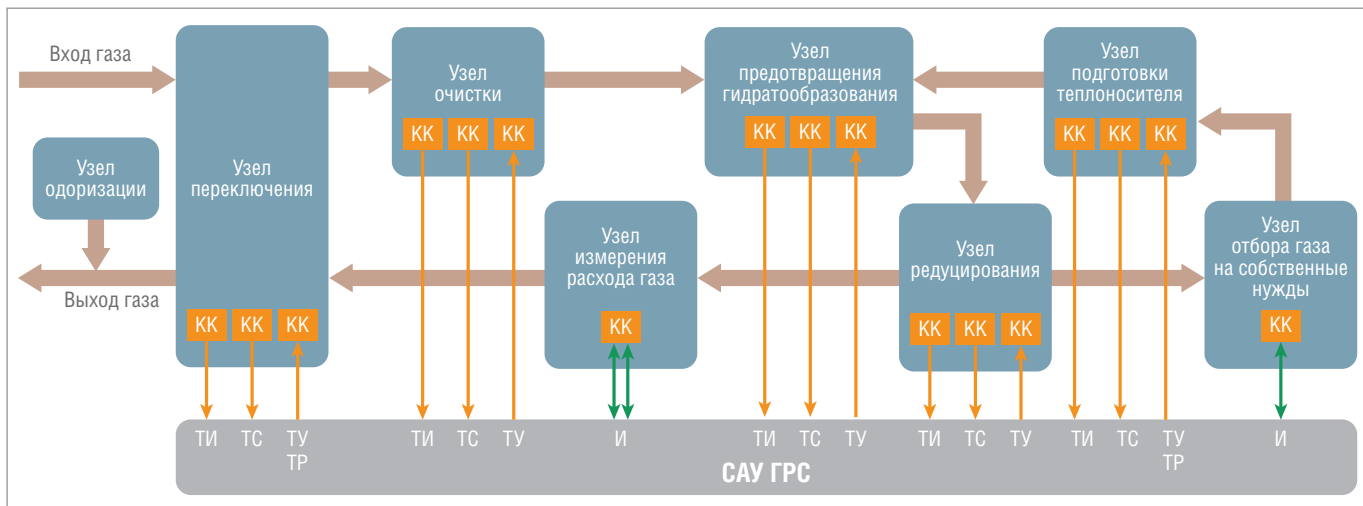 Вход газа
Узел
одоризации
Выход газа
Узел
переключения
КК КК КК
Узел
очистки
КК КК КК
Узел
измерения
расхода газа
КК
Узел
предотвращения
гидратообразования
КК КК КК
Узел
редуцирования
КК КК КК
Узел
подготовки
теплоносителя
КК КК КК
Узел
отбора газа
на собственные
нужды
КК
ТИ ТС ТУ ТИ ТС ТУ И ТИ ТС ТУ ТИ ТС ТУ ТИ ТС ТУ И
ТР ТР
САУ ГРС